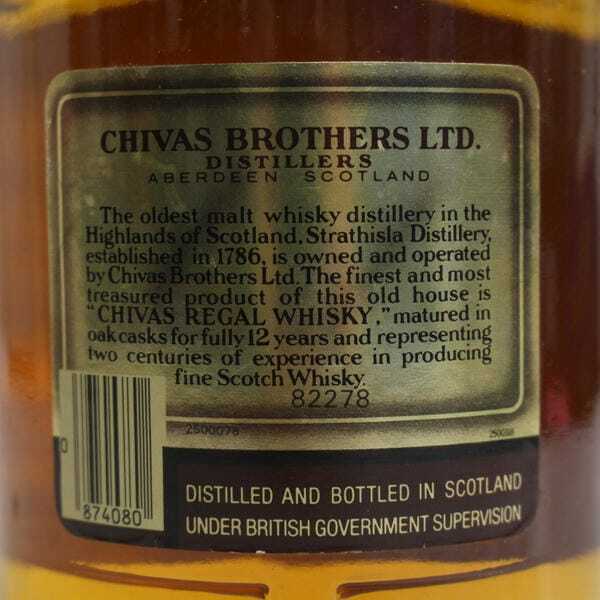 CHIVAS BROTHERS LTD.
DISTILLERS
ABERDEEN SCOTLAND
The oldest malt whisky distillery in the
Highlands of Scotland, Strathisla Distillery,
established in 1786, is owned and operated
by Chivas Brothers Ltd. The finest and most
treasured product of this old house is
"CHIVAS REGAL WHISKY," matured in
oak casks for fully 12 years and representing
two centuries of experience in producing
fine Scotch Whisky.
82278
2500078
0
874080
DISTILLED AND BOTTLED IN SCOTLAND
UNDER BRITISH GOVERNMENT SUPERVISION